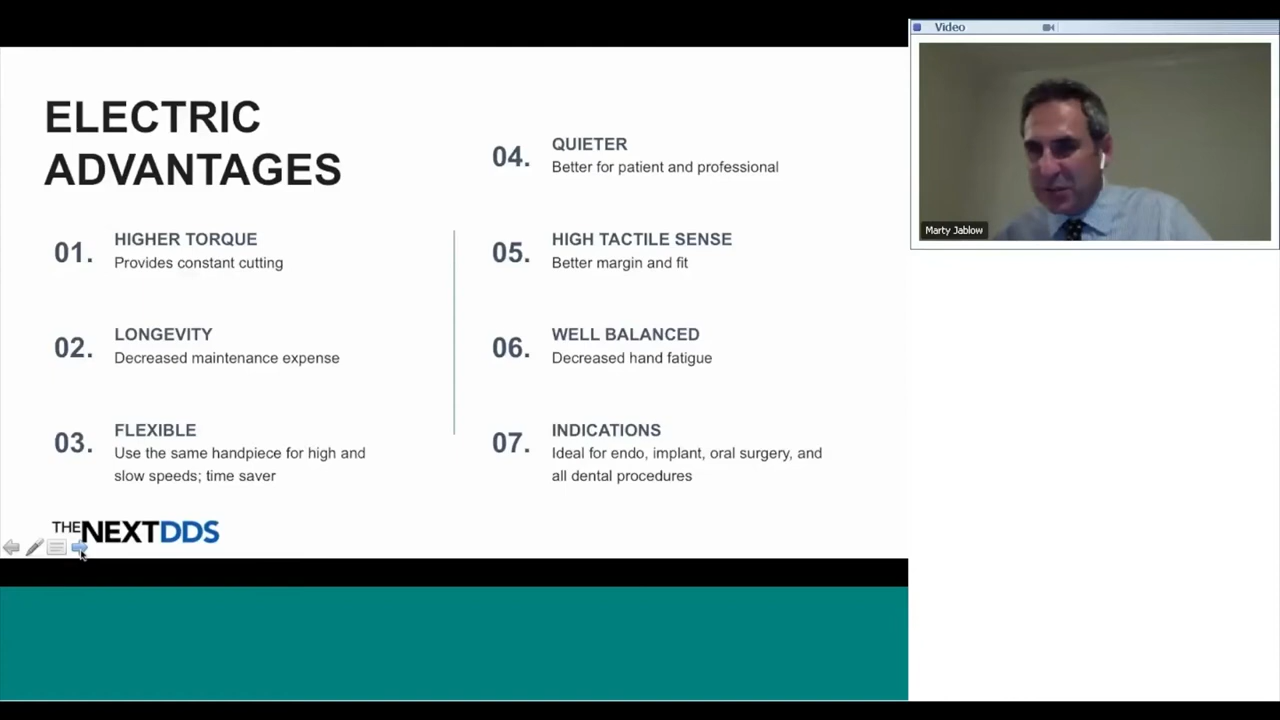 ELECTRIC
ADVANTAGES
01.
HIGHER TORQUE
Provides constant cutting
02.
LONGEVITY
Decreased maintenance expense
03.
FLEXIBLE
Use the same handpiece for high and
slow speeds; time saver
04.
QUIETER
Better for patient and professional
05.
HIGH TACTILE SENSE
Better margin and fit
06.
WELL BALANCED
Decreased hand fatigue
07.
INDICATIONS
Ideal for endo, implant, oral surgery, and
all dental procedures
THENEXTDDS
Video
Marty Jablow